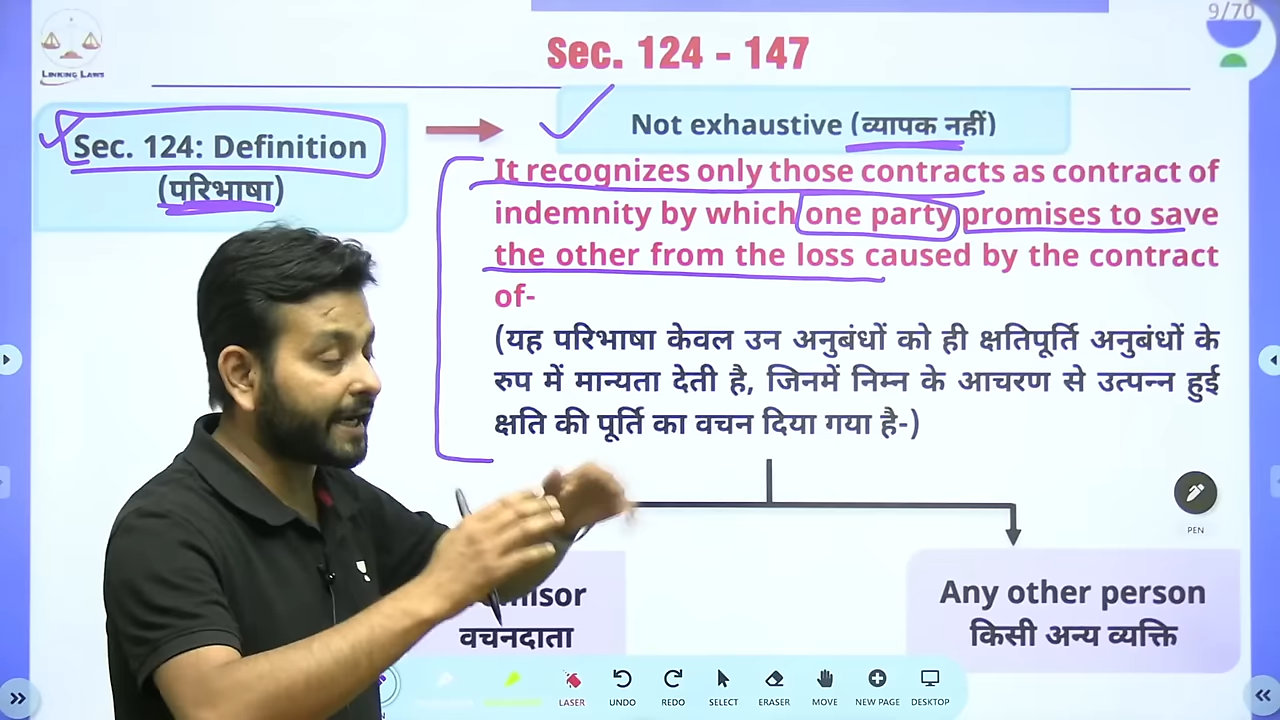 9/70
LINKING LAWS
Sec. 124 - 147
Sec. 124: Definition
(परिभाषा)
Not exhaustive (व्यापक नहीं)
It recognizes only those contracts as contract of
indemnity by which one party promises to save
the other from the loss caused by the contract
of-
(यह परिभाषा केवल उन अनुबंधों को ही क्षतिपूर्ति अनुबंधों के
रुप में मान्यता देती है, जिनमें निम्न के आचरण से उत्पन्न हुई
क्षति की पूर्ति का वचन दिया गया है-)
PEN
वचनदाता
Any other person
किसी अन्य व्यक्ति
LASER UNDO REDO SELECT ERASER MOVE NEW PAGE DESKTOP